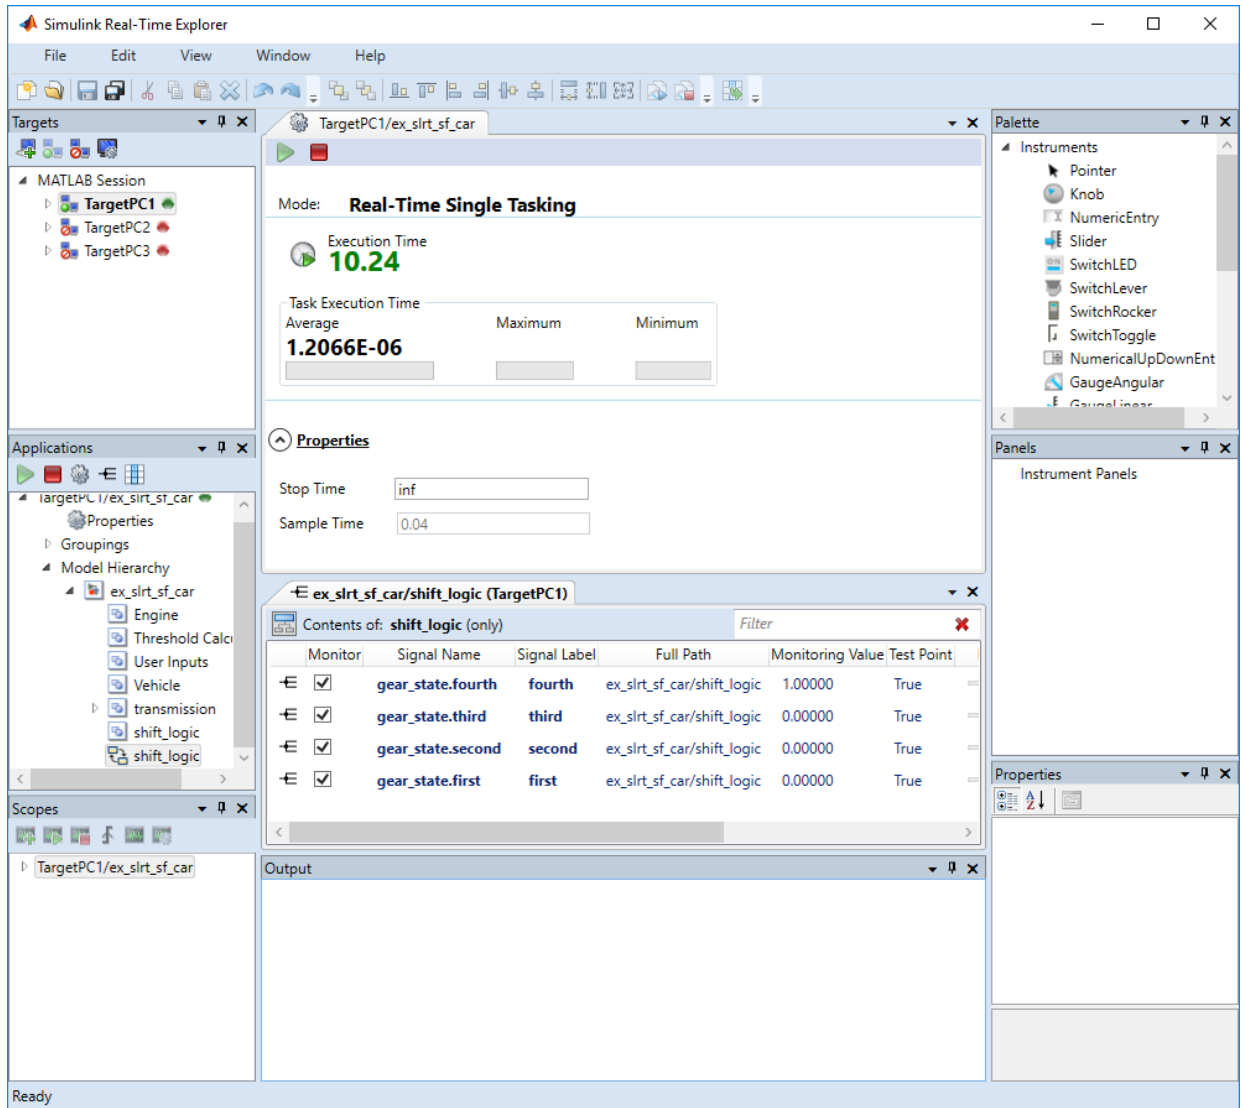 Simulink Real-Time Explorer
File Edit View Window Help
Targets
MATLAB Session
TargetPC1
TargetPC2
TargetPC3
Applications
TargetPC1/ex_slrt_sf_car
Properties
Groupings
Model Hierarchy
ex_slrt_sf_car
Engine
Threshold Calcu
User Inputs
Vehicle
transmission
shift_logic
shift_logic
Scopes
TargetPC1/ex_slrt_sf_car
TargetPC1/ex_slrt_sf_car
Mode: Real-Time Single Tasking
Execution Time
10.24
Task Execution Time
Average Maximum Minimum
1.2066E-06
Properties
Stop Time inf
Sample Time 0.04
ex_slrt_sf_car/shift_logic (TargetPC1)
Contents of: shift_logic (only) Filter
Monitor Signal Name Signal Label Full Path Monitoring Value Test Point
gear_state.fourth fourth ex_slrt_sf_car/shift_logic 1.00000 True
gear_state.third third ex_slrt_sf_car/shift_logic 0.00000 True
gear_state.second second ex_slrt_sf_car/shift_logic 0.00000 True
gear_state.first first ex_slrt_sf_car/shift_logic 0.00000 True
Output
Palette
Instruments
Pointer
Knob
NumericEntry
Slider
SwitchLED
SwitchLever
SwitchRocker
SwitchToggle
NumericalUpDownEnt
GaugeAngular
GaugeLinear
Panels
Instrument Panels
Properties
Ready